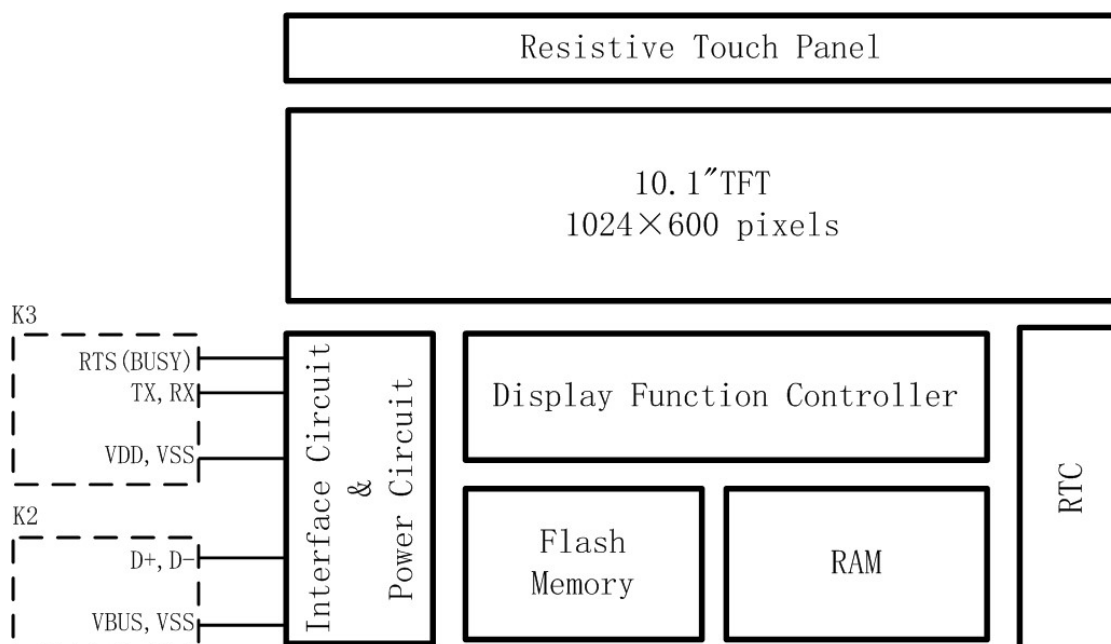 Resistive Touch Panel
10.1"TFT
1024×600 pixels
K3
RTS(BUSY)
TX,RX
VDD,VSS
K2
D+,D-
VBUS,VSS
Interface Circuit
&
Power Circuit
Display Function Controller
Flash
Memory
RAM
RTC